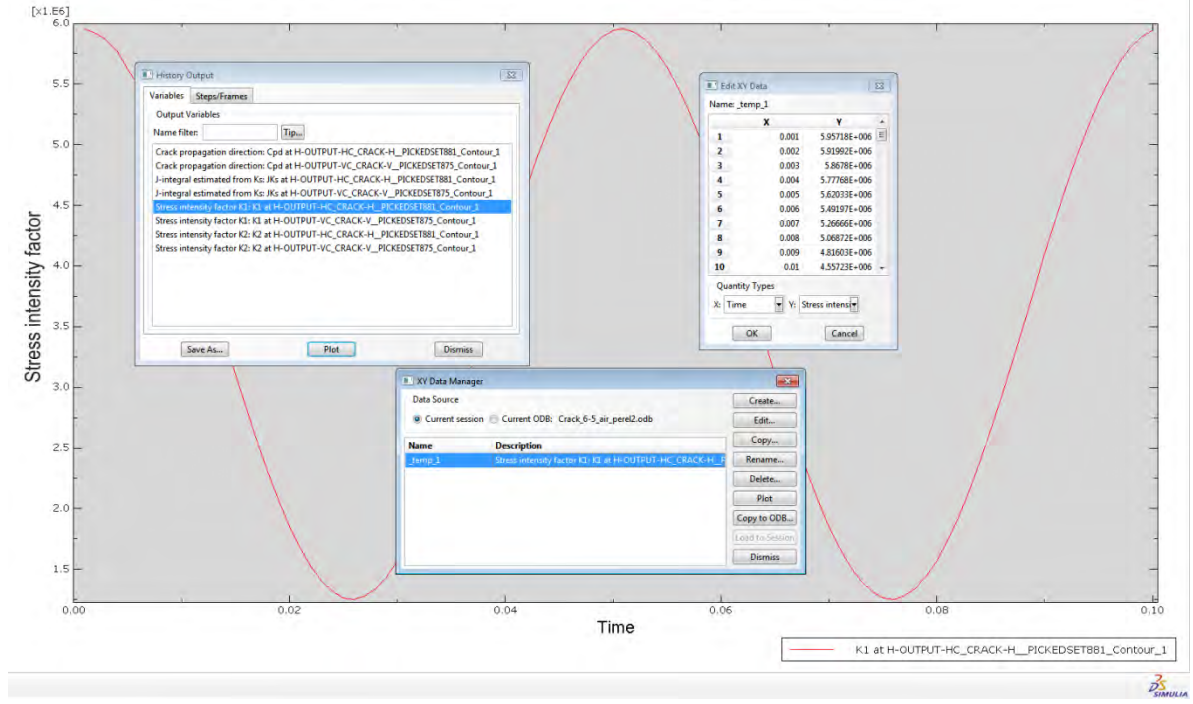 [x1.E6]
6.0
5.5
5.0
4.5
4.0
3.5
3.0
2.5
2.0
1.5
Stress intensity factor
0.00
0.02
0.04
0.06
0.08
0.10
Time
History Output
Variables Steps/Frames
Output Variables
Name filter: Tip...
Crack propagation direction: Cpd at H-OUTPUT-HC_CRACK-H__PICKEDSET881_Contour_1
Crack propagation direction: Cpd at H-OUTPUT-VC_CRACK-V__PICKEDSET875_Contour_1
J-integral estimated from Ks: JKs at H-OUTPUT-HC_CRACK-H__PICKEDSET881_Contour_1
J-integral estimated from Ks: JKs at H-OUTPUT-VC_CRACK-V__PICKEDSET875_Contour_1
Stress intensity factor K1: K1 at H-OUTPUT-HC_CRACK-H__PICKEDSET881_Contour_1
Stress intensity factor K1: K1 at H-OUTPUT-VC_CRACK-V__PICKEDSET875_Contour_1
Stress intensity factor K2: K2 at H-OUTPUT-HC_CRACK-H__PICKEDSET881_Contour_1
Stress intensity factor K2: K2 at H-OUTPUT-VC_CRACK-V__PICKEDSET875_Contour_1
Save As... Plot Dismiss
Edit XY Data
Name: _temp_1
X Y
1 0.001 5.95718E+006
2 0.002 5.91992E+006
3 0.003 5.8678E+006
4 0.004 5.77768E+006
5 0.005 5.62033E+006
6 0.006 5.49197E+006
7 0.007 5.26666E+006
8 0.008 5.06872E+006
9 0.009 4.81603E+006
10 0.01 4.55723E+006
Quantity Types
X: Time Y: Stress intensi
OK Cancel
XY Data Manager
Data Source
Current session Current ODB: Crack_6-5_air_perel2.odb
Name Description
_temp_1 Stress intensity factor K1: K1 at H-OUTPUT-HC_CRACK-H__P
Create...
Edit...
Copy...
Rename...
Delete...
Plot
Copy to ODB...
Load to Session
Dismiss
K1 at H-OUTPUT-HC_CRACK-H__PICKEDSET881_Contour_1
SIMULIA